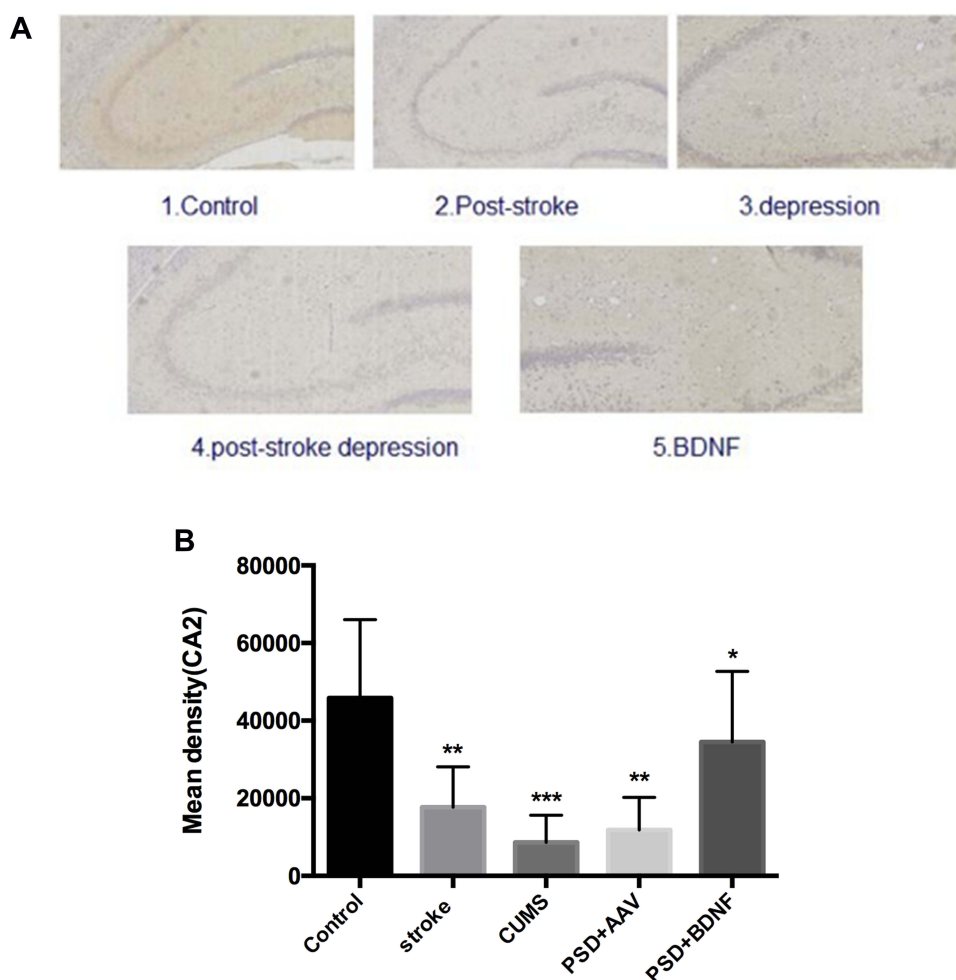 A
1.Control
2.Post-stroke
3.depression
4.post-stroke depression
5.BDNF
B
Mean density(CA2)
80000
60000
40000
20000
0
**
***
**
*
Control
stroke
CUMS
PSD+AAV
PSD+BDNF